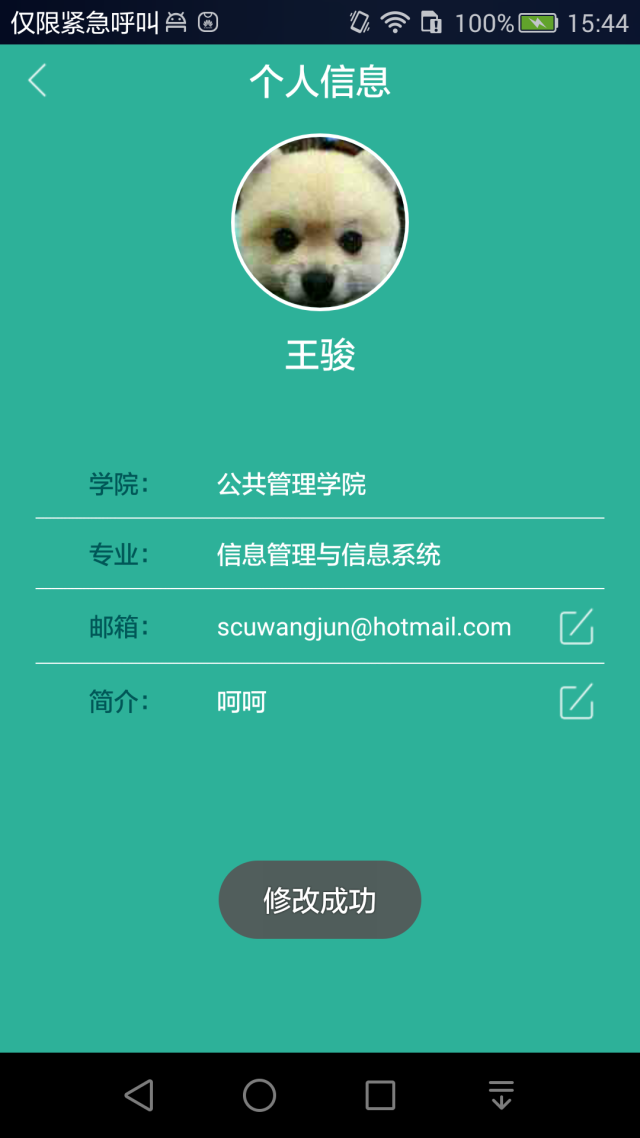 仅限紧急呼叫 100% 15:44
个人信息
王骏
学院： 公共管理学院
专业： 信息管理与信息系统
邮箱： scuwangjun@hotmail.com
简介： 呵呵
修改成功